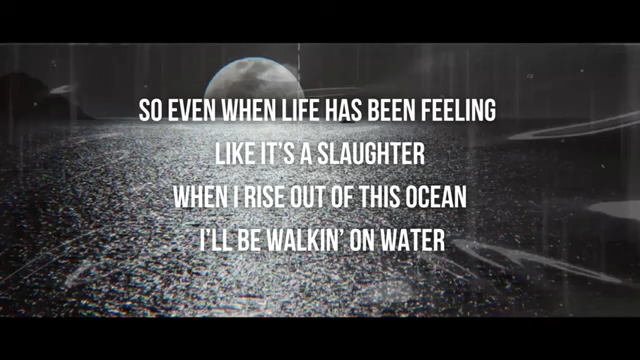 SO EVEN WHEN LIFE HAS BEEN FEELING
LIKE IT'S A SLAUGHTER
WHEN I RISE OUT OF THIS OCEAN
I'LL BE WALKIN' ON WATER